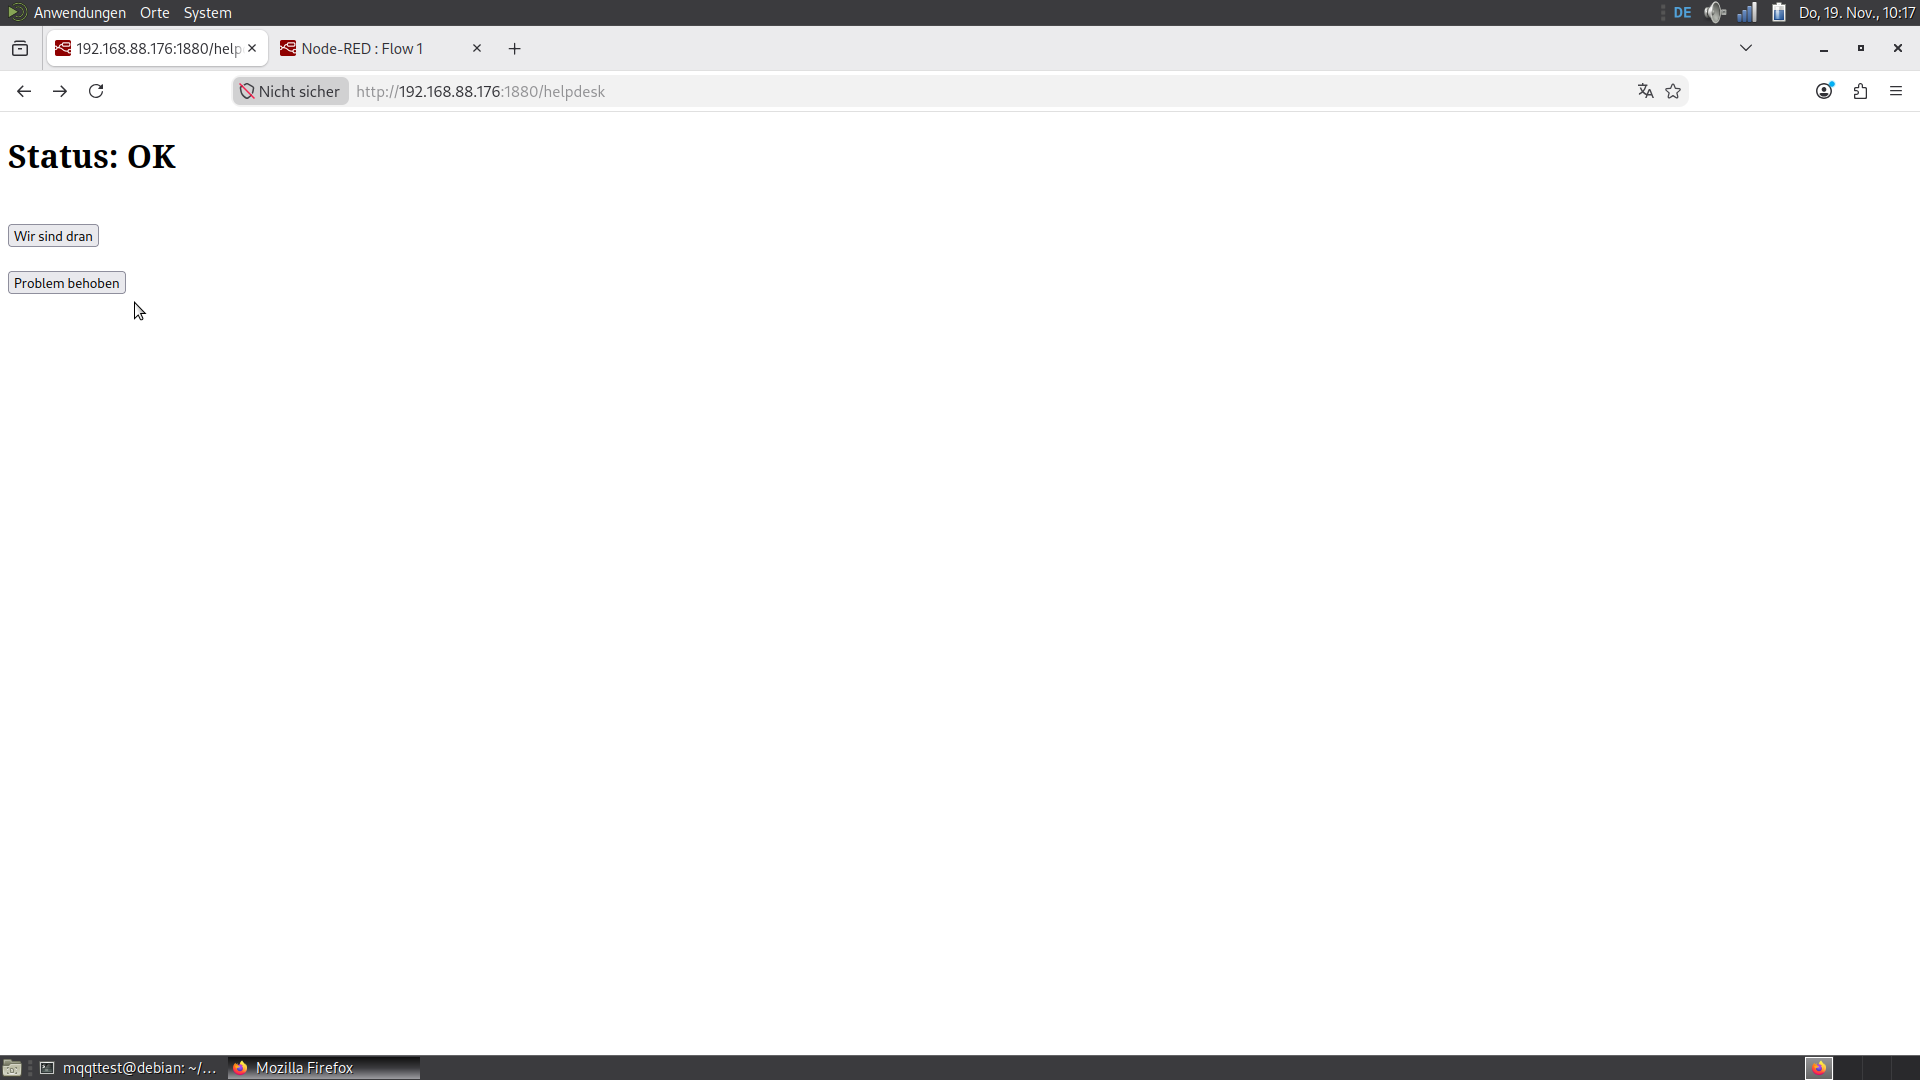 Anwendungen Orte System
DE Do, 19. Nov., 10:17
192.168.88.176:1880/help
Node-RED : Flow 1
Nicht sicher http://192.168.88.176:1880/helpdesk
Status: OK
Wir sind dran
Problem behoben
mqqttest@debian: ~/... Mozilla Firefox